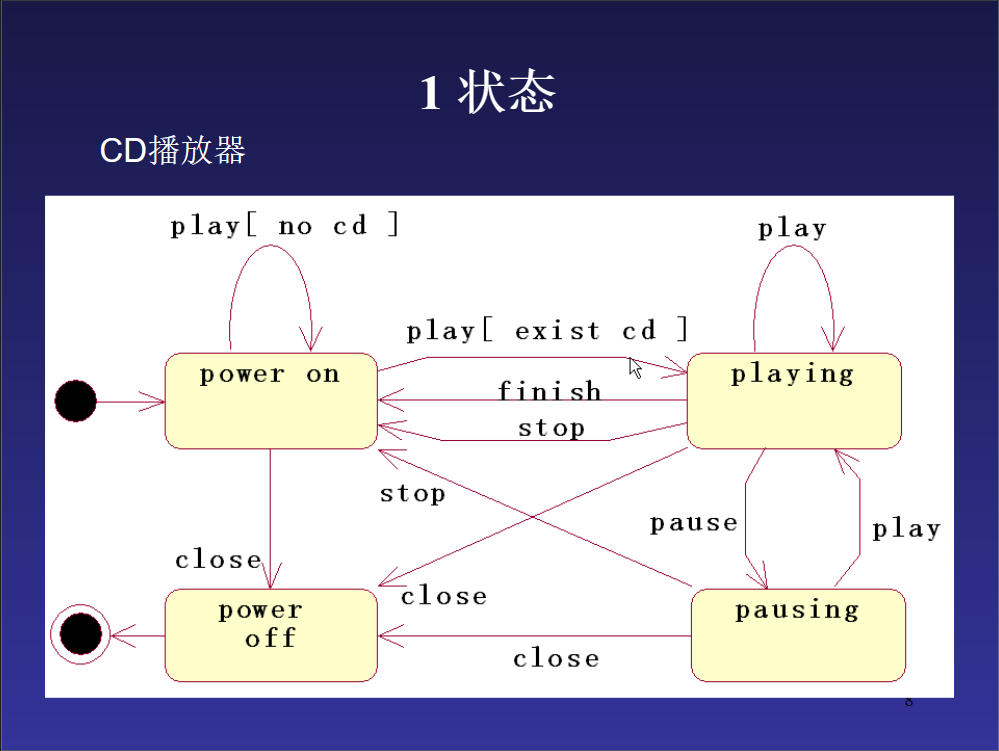 1 状态
CD播放器
play[ no cd ]
play
play[ exist cd ]
power on
playing
finish
stop
stop
pause
play
close
close
power
off
pausing
close
8